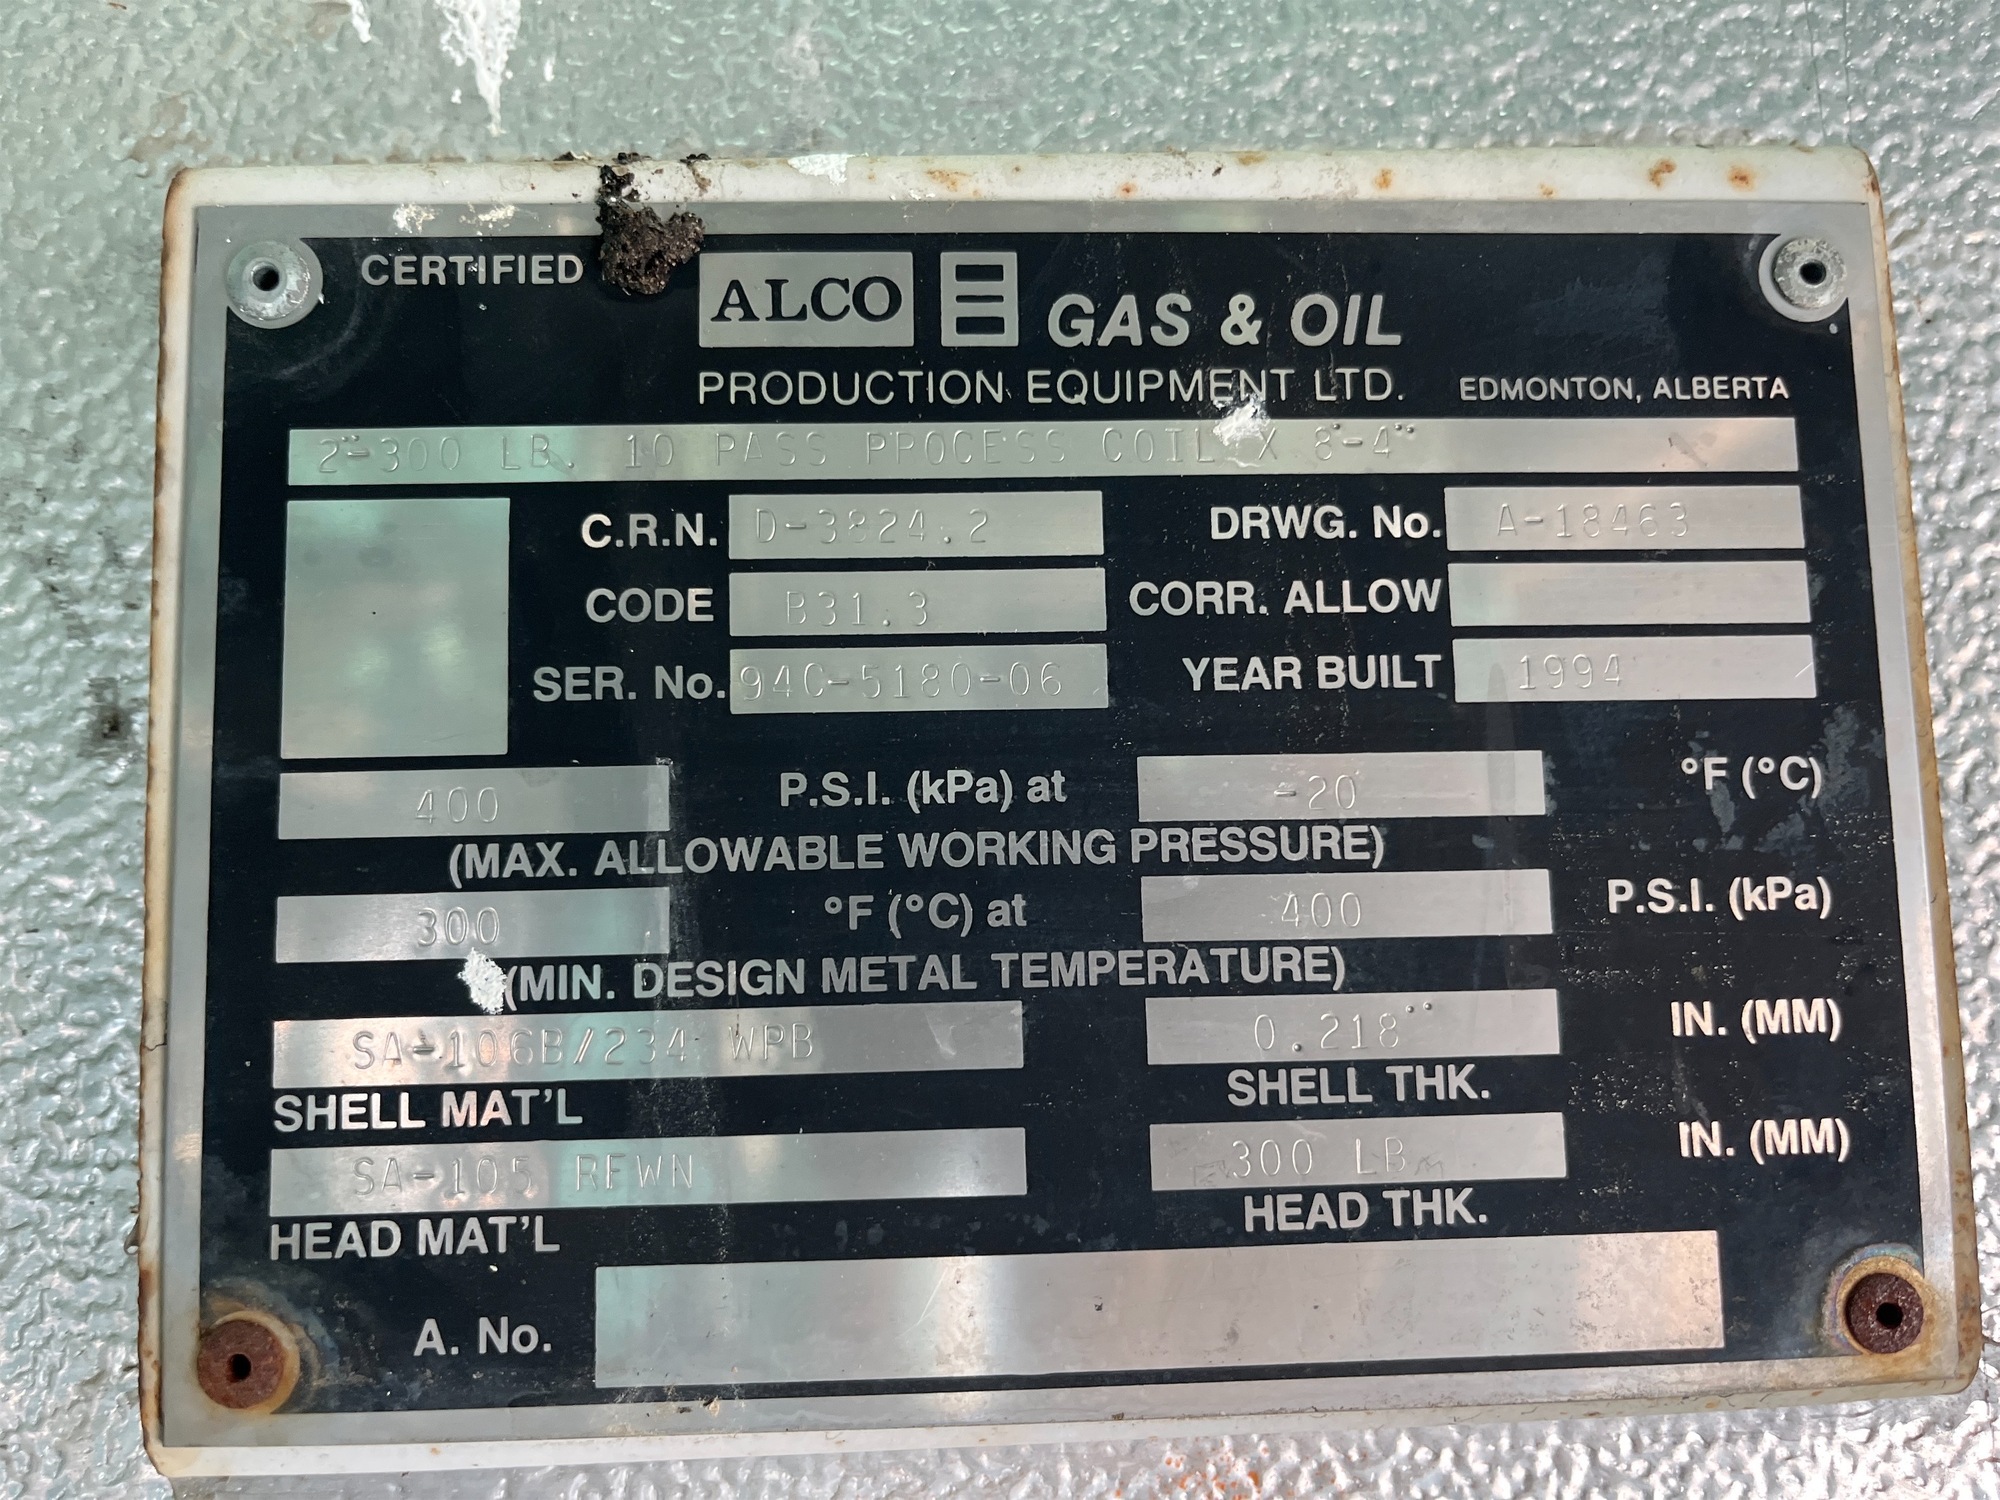 CERTIFIED ALCO GAS & OIL
PRODUCTION EQUIPMENT LTD. EDMONTON, ALBERTA
2"-300 LB. 10 PASS PROCESS COIL X 8'-4"
C.R.N. D-3824.2 DRWG. No. A-18463
CODE B31.3 CORR. ALLOW
SER. No. 94C-5180-06 YEAR BUILT 1994
400 P.S.I. (kPa) at -20 °F (°C)
(MAX. ALLOWABLE WORKING PRESSURE)
300 °F (°C) at 400 P.S.I. (kPa)
(MIN. DESIGN METAL TEMPERATURE)
SA-106B/234 WPB 0.218" IN. (MM)
SHELL MAT'L SHELL THK.
SA-105 RFWN 300 LB IN. (MM)
HEAD MAT'L HEAD THK.
A. No.